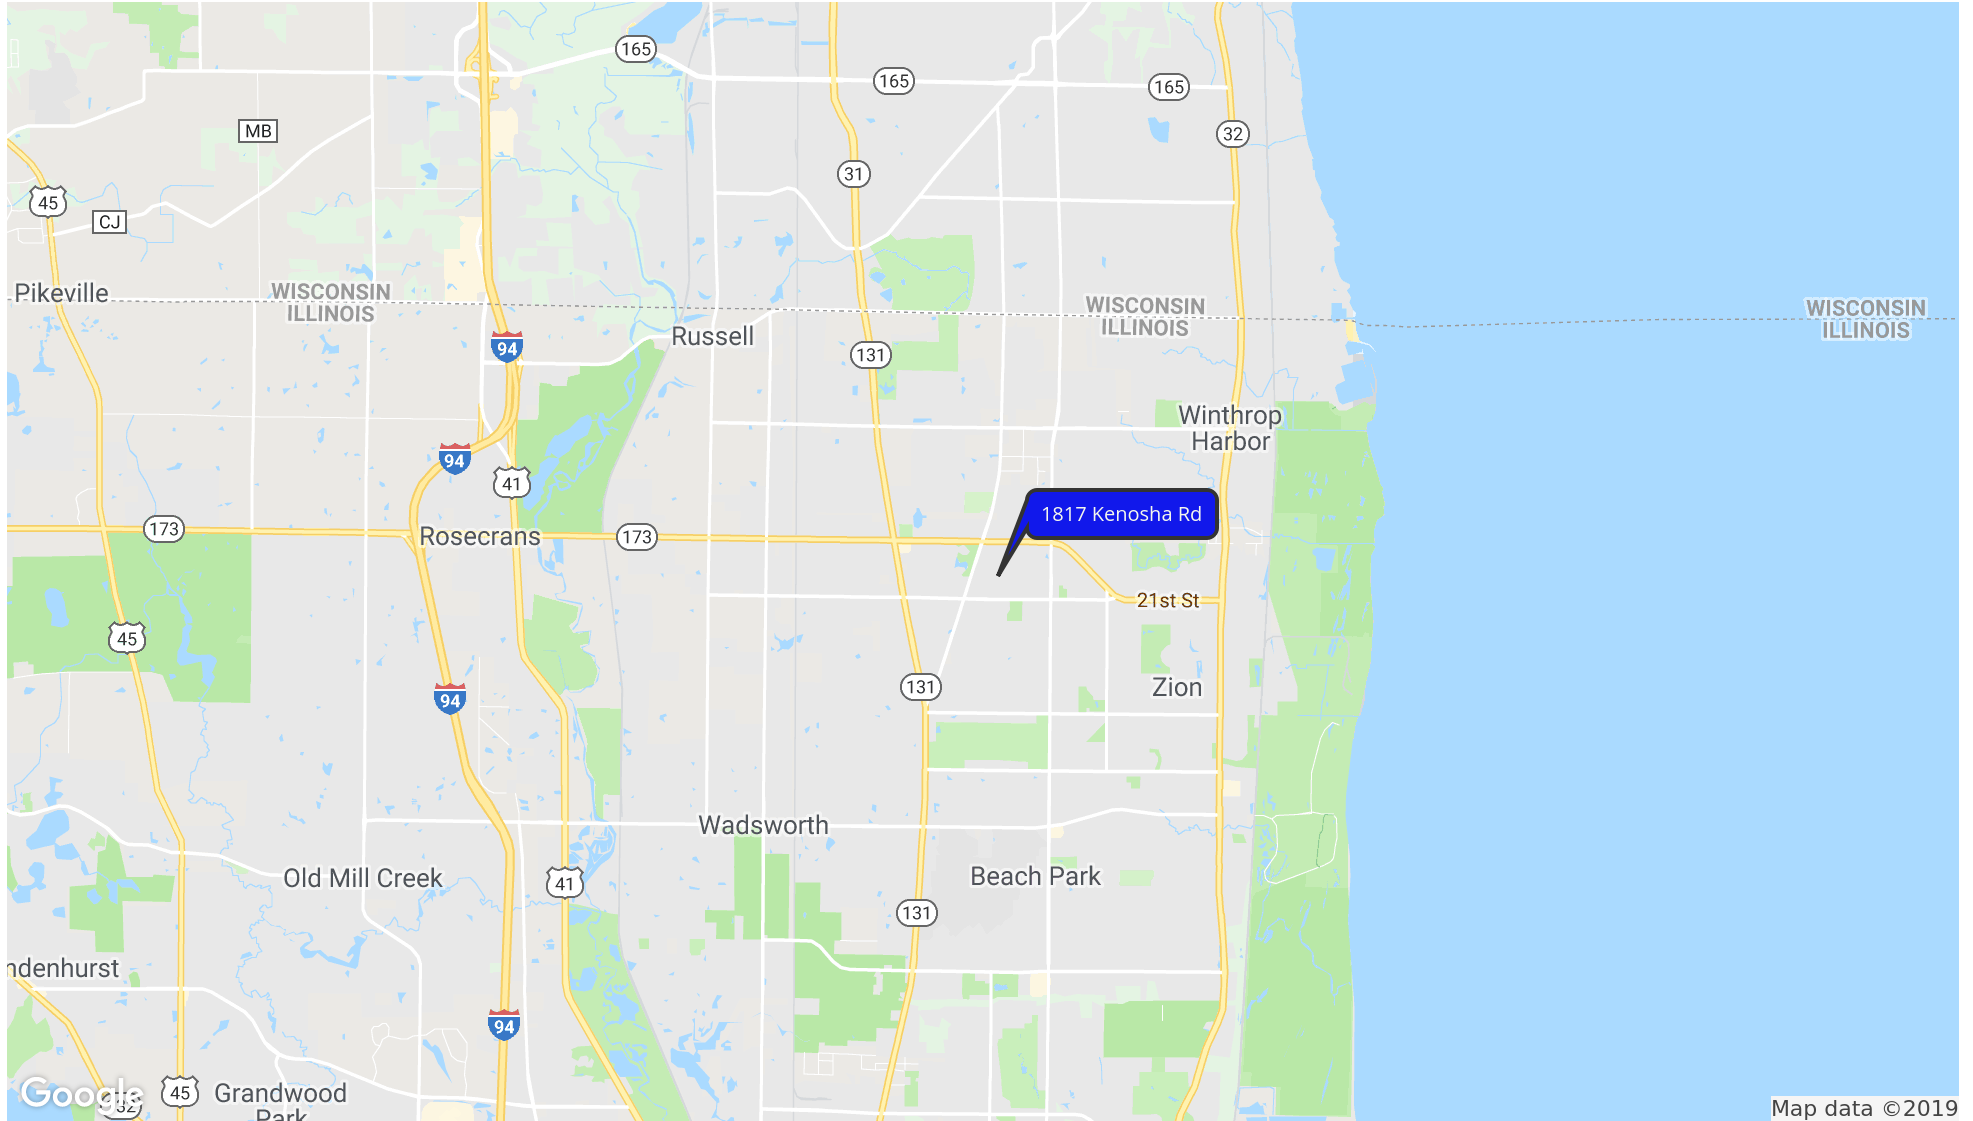 165
165
165
MB
32
31
45
CJ
Pikeville
WISCONSIN
ILLINOIS
WISCONSIN
ILLINOIS
WISCONSIN
ILLINOIS
Russell
94
131
Winthrop
Harbor
94
41
1817 Kenosha Rd
173
Rosecrans
173
21st St
45
94
131
Zion
Wadsworth
Old Mill Creek
41
Beach Park
131
ndenhurst
94
Google
45
Grandwood
Park
132
Map data ©2019